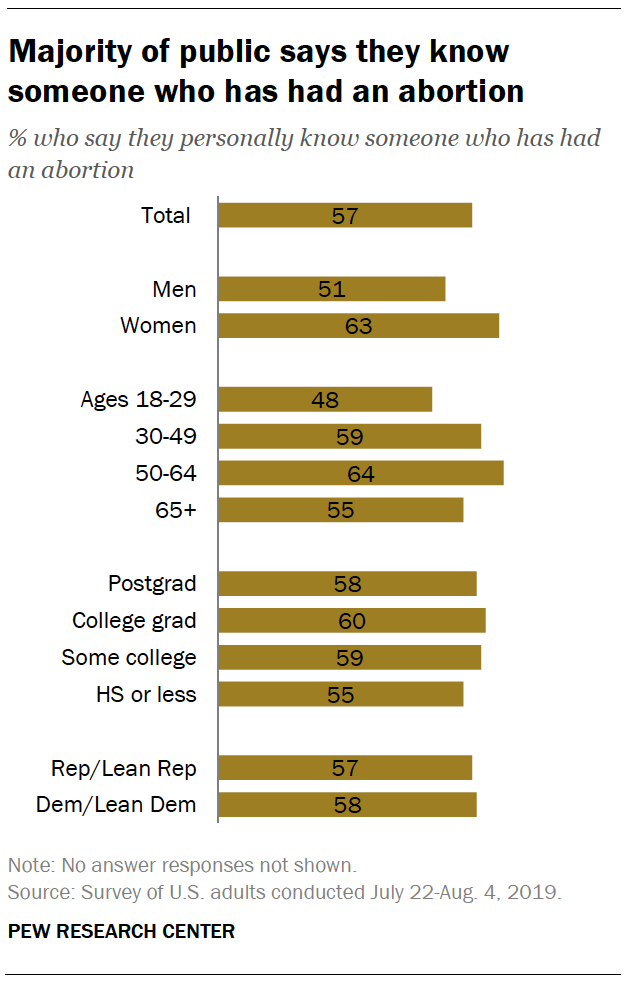 Majority of public says they know
someone who has had an abortion
% who say they personally know someone who has had
an abortion
Total 57
Men 51
Women 63
Ages 18-29 48
30-49 59
50-64 64
65+ 55
Postgrad 58
College grad 60
Some college 59
HS or less 55
Rep/Lean Rep 57
Dem/Lean Dem 58
Note: No answer responses not shown.
Source: Survey of U.S. adults conducted July 22-Aug. 4, 2019.
PEW RESEARCH CENTER